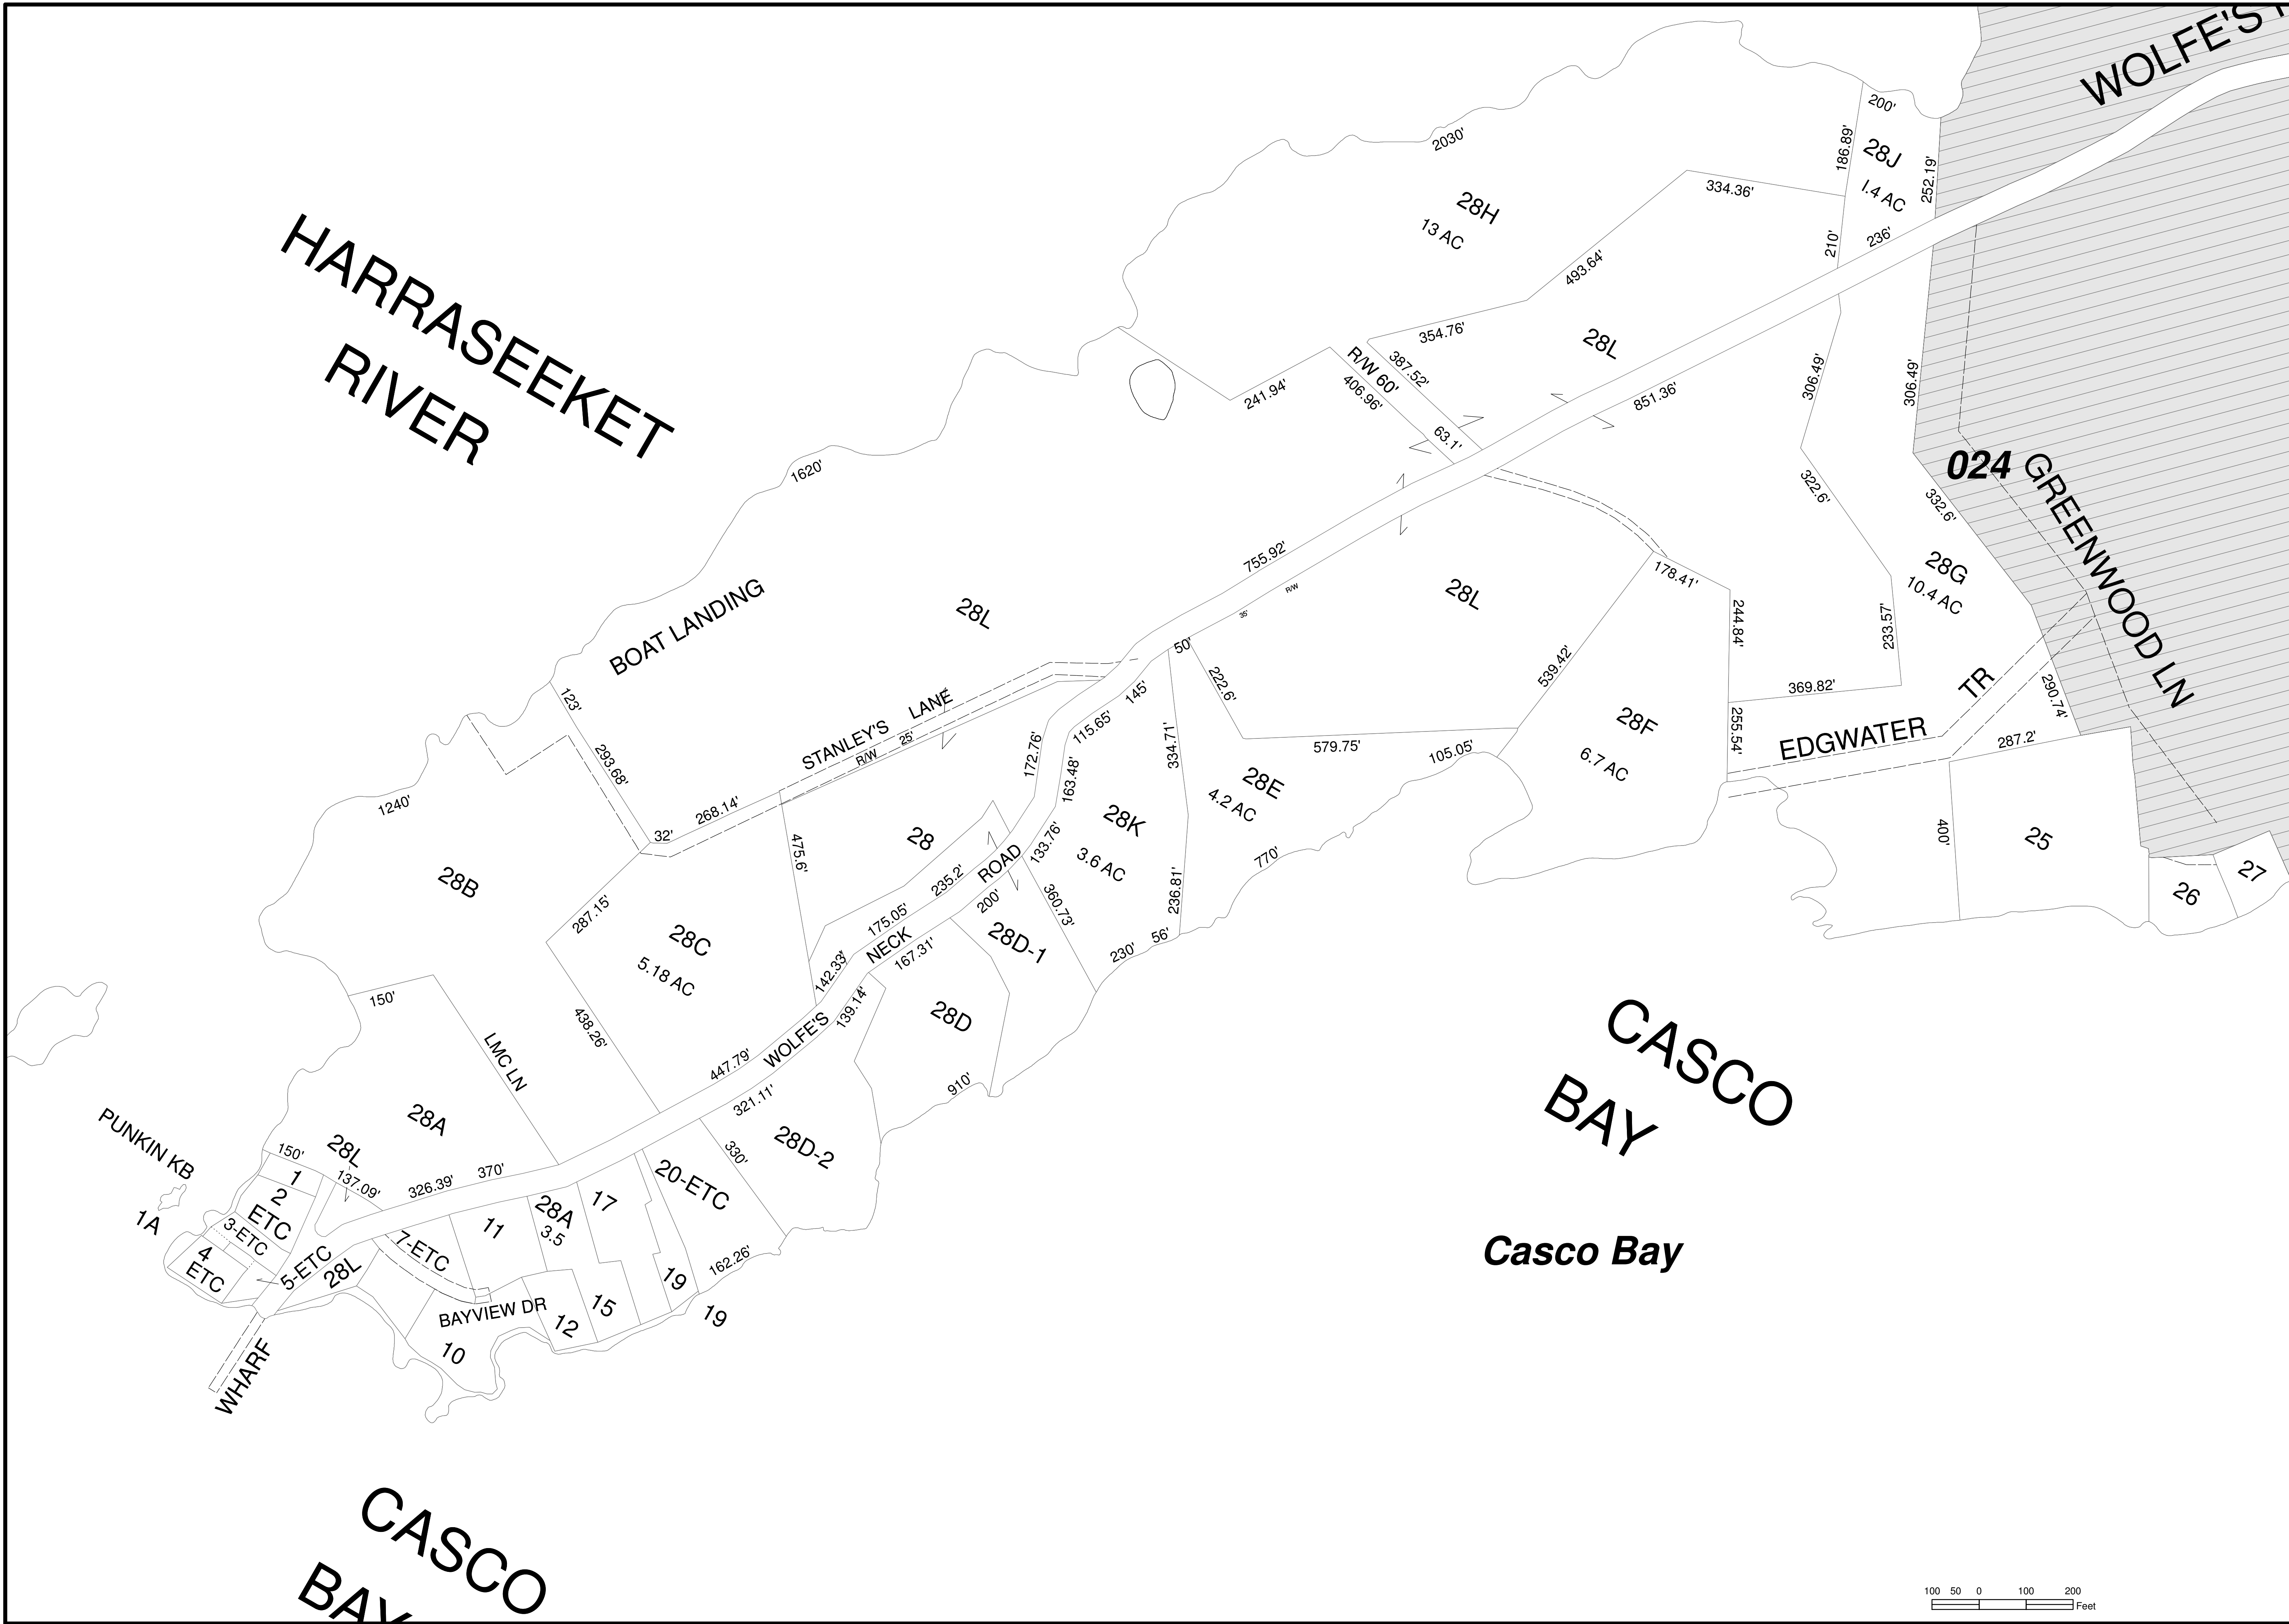 WOLFE'S
200'
186.89'
28J
1.4 AC
252.19'
2030'
334.36'
28H
13 AC
210'
236'
HARRASEEKET
RIVER
493.64'
354.76'
28L
R/W 60'
387.52'
406.96'
241.94'
63.1'
851.36'
306.49'
306.49'
1620'
024
GREENWOOD LN
322.6'
332.6'
755.92'
R/W
35'
28L
178.41'
28G
10.4 AC
BOAT LANDING
28L
244.84'
233.57'
50'
222.6'
145'
539.42'
369.82'
TR
290.74'
123'
293.68'
STANLEY'S LANE
R/W 25'
172.76'
115.65'
163.48'
334.71'
579.75'
105.05'
28F
6.7 AC
255.54'
EDGWATER
287.2'
28E
4.2 AC
1240'
32'
268.14'
475.6'
28
28K
3.6 AC
133.76'
400'
25
26
27
28B
287.15'
235.2'
ROAD
200'
360.73'
236.81'
770'
28C
5.18 AC
175.05'
NECK
167.31'
142.33'
28D-1
230'
56'
150'
438.26'
LMC LN
139.14'
28D
447.79'
WOLFE'S
321.11'
910'
CASCO
BAY
28A
PUNKIN KB
28L
150'
137.09'
326.39'
370'
330'
28D-2
20-ETC
1
2
ETC
3-ETC
4
ETC
1A
5-ETC
28L
7-ETC
11
28A
3.5
17
162.26'
19
19
15
12
BAYVIEW DR
10
WHARF
Casco Bay
CASCO
BAY
100 50 0 100 200
Feet